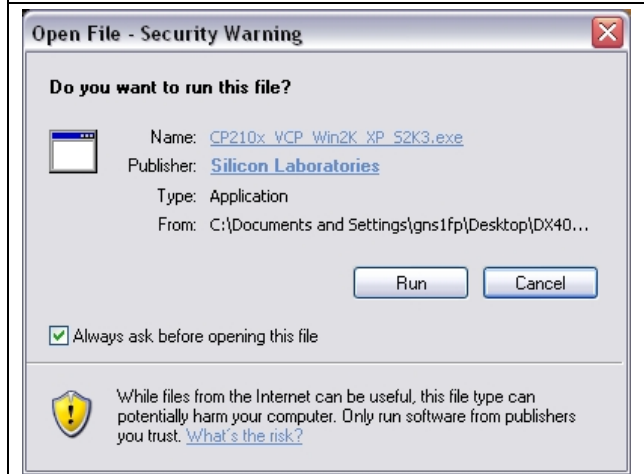 Open File - Security Warning
Do you want to run this file?
Name: CP210x_VCP_Win2K_XP_S2K3.exe
Publisher: Silicon Laboratories
Type: Application
From: C:\Documents and Settings\gns1fp\Desktop\DX40...
Run Cancel
Always ask before opening this file
While files from the Internet can be useful, this file type can
potentially harm your computer. Only run software from publishers
you trust. What's the risk?